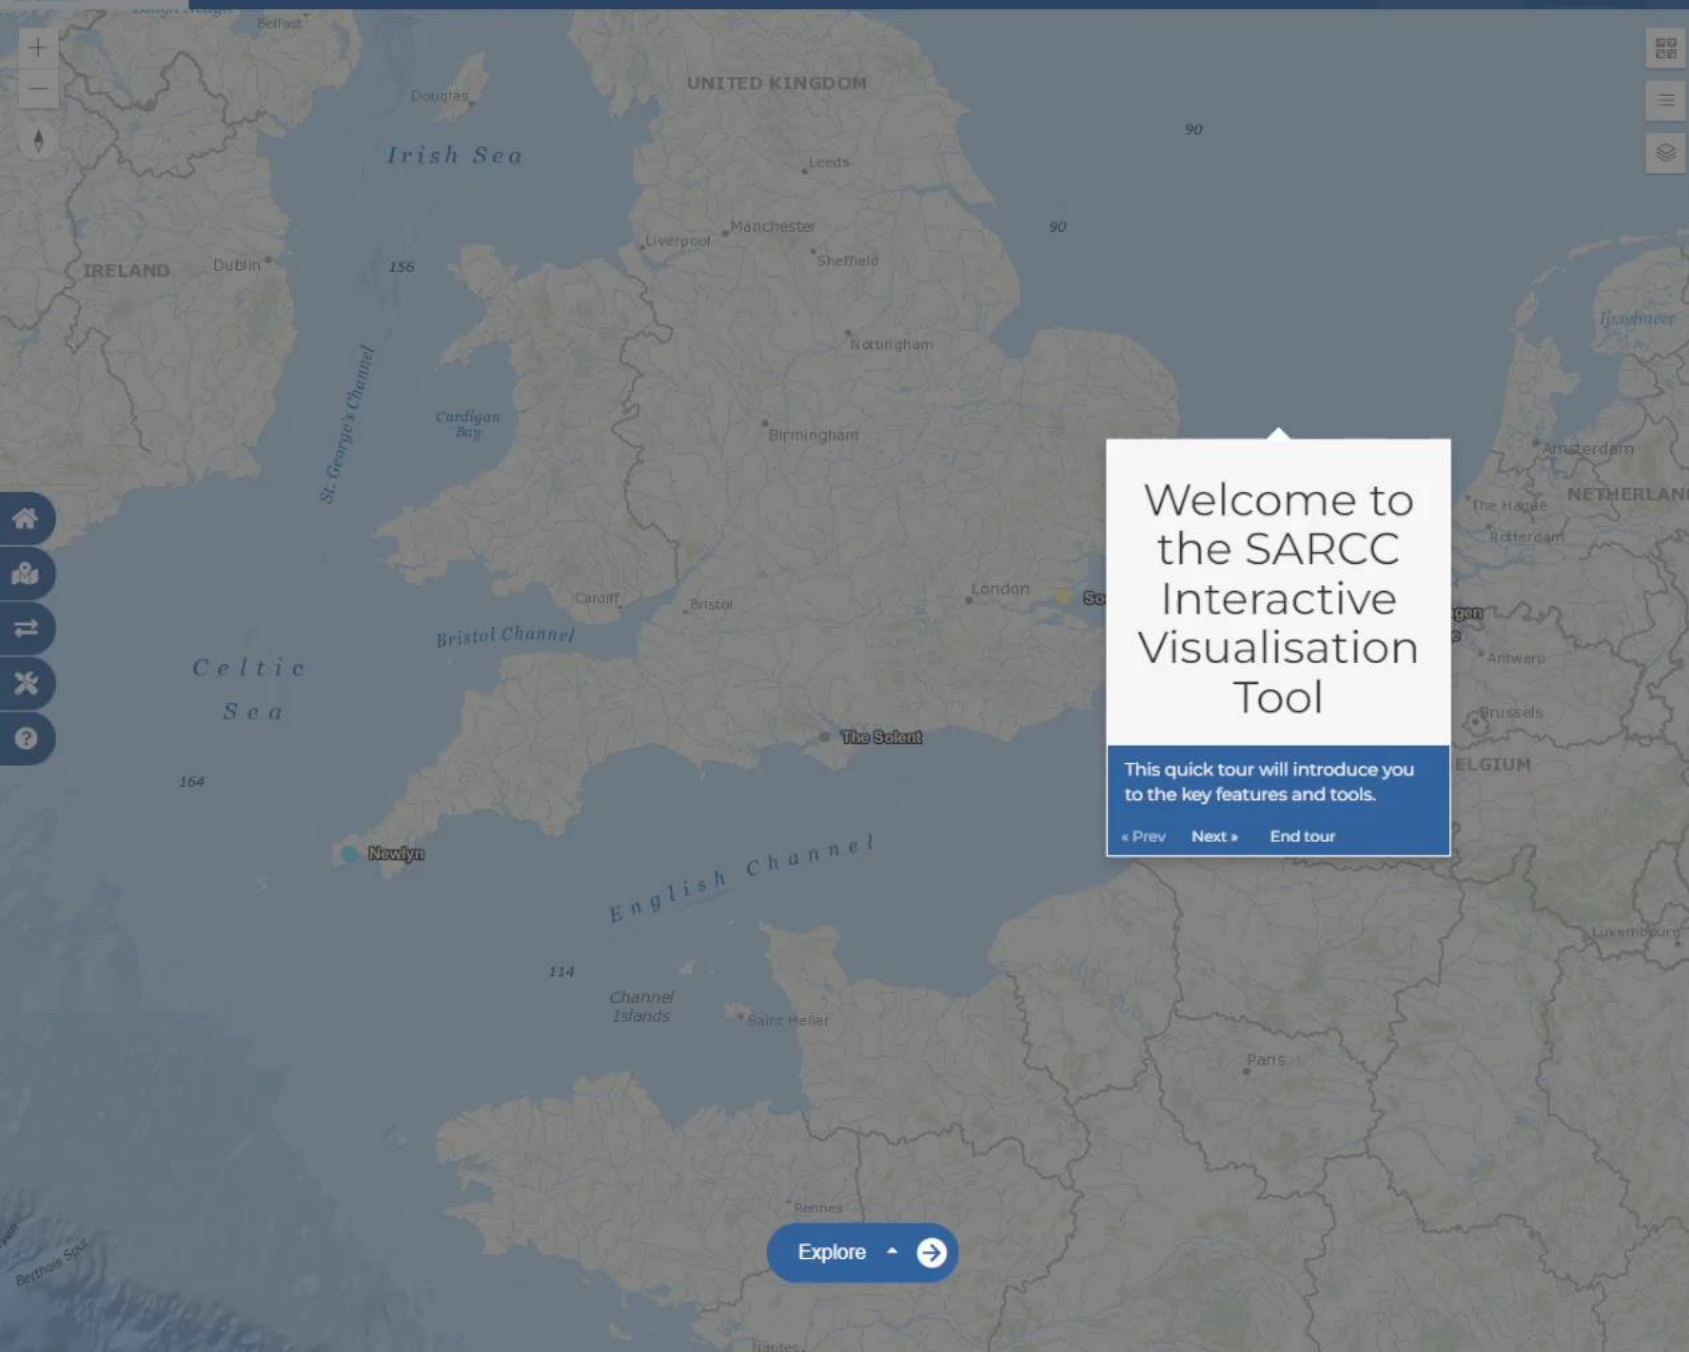 Belfast
UNITED KINGDOM
Douglas
90
Irish Sea
Leeds
Manchester
90
Liverpool
Sheffield
IRELAND
Dublin
156
Ijsselmeer
Nottingham
St. George's Channel
Cardigan
Bay
Birmingham
Amsterdam
NETHERLAN
The Hague
Rotterdam
Welcome to
the SARCC
Interactive
Visualisation
Tool
London
So
gen
Cardiff
Bristol
Bristol Channel
Antwerp
Celtic
Sea
Brussels
The Solent
ELGIUM
This quick tour will introduce you
to the key features and tools.
164
« Prev Next » End tour
Newlyn
English Channel
Luxembourg
114
Channel
Islands
Saint Helier
Paris
Rennes
Explore
Berthois Spur
Nantes